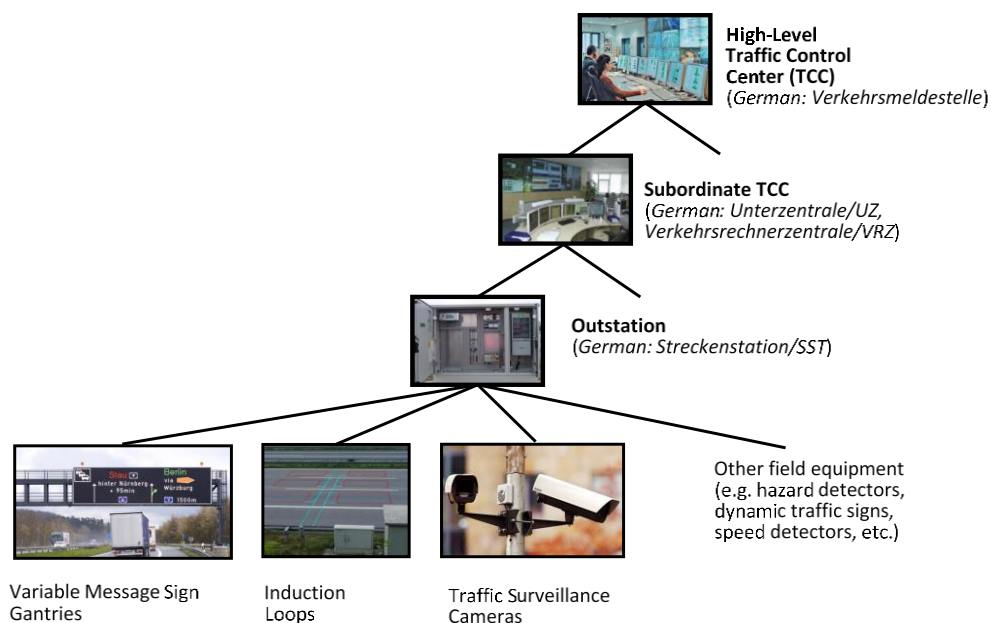 High-Level
Traffic Control
Center (TCC)
(German: Verkehrsmeldestelle)
Subordinate TCC
(German: Unterzentrale/UZ,
Verkehrsrechnerzentrale/VRZ)
Outstation
(German: Streckenstation/SST)
Stau
hinter Nürnberg
+ 95min
Berlin
via
Würzburg
1500m
Other field equipment
(e.g. hazard detectors,
dynamic traffic signs,
speed detectors, etc.)
Variable Message Sign
Gantries
Induction
Loops
Traffic Surveillance
Cameras